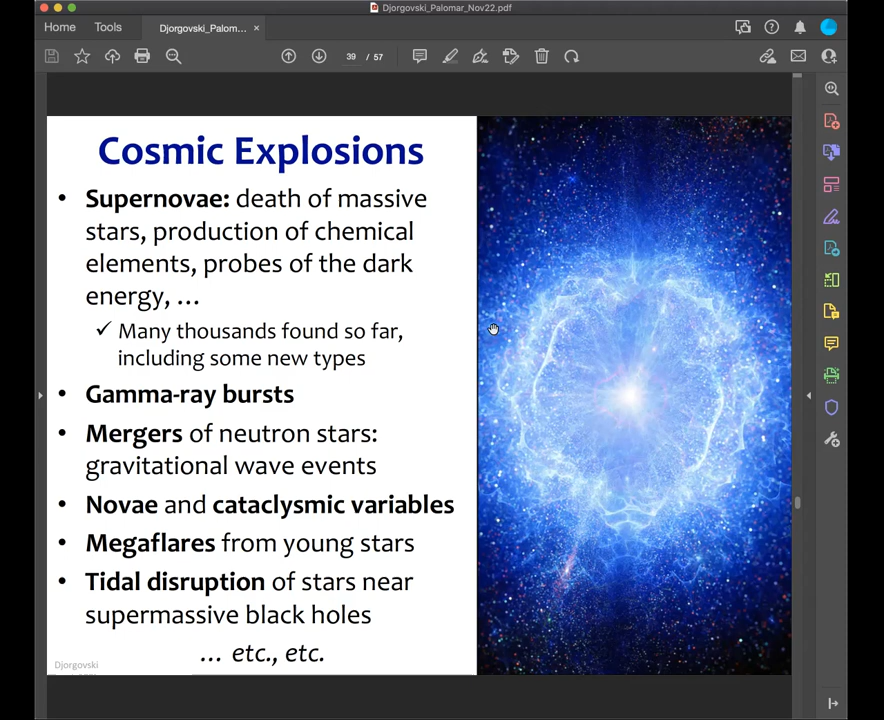 Djorgovski_Palomar_Nov22.pdf
Home Tools Djorgovski_Palom... ×
39 / 57
Cosmic Explosions
• Supernovae: death of massive
stars, production of chemical
elements, probes of the dark
energy, ...
✓ Many thousands found so far,
including some new types
• Gamma-ray bursts
• Mergers of neutron stars:
gravitational wave events
• Novae and cataclysmic variables
• Megaflares from young stars
• Tidal disruption of stars near
supermassive black holes
... etc., etc.
Djorgovski